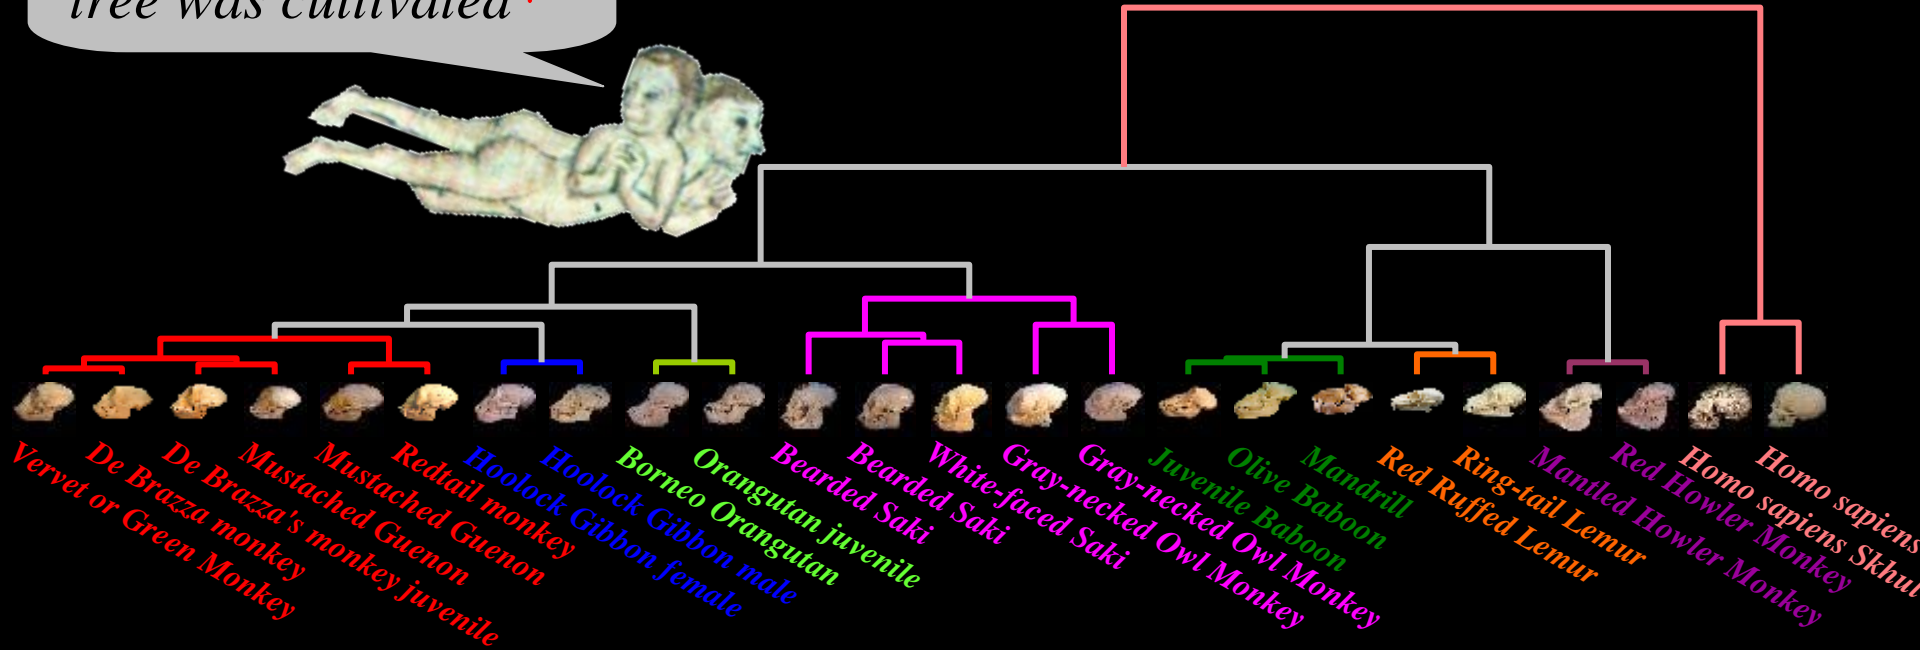 tree was cultivated
Vervet or Green Monkey
De Brazza monkey
De Brazza's monkey juvenile
Mustached Guenon
Mustached Guenon
Redtail monkey
Hoolock Gibbon female
Hoolock Gibbon male
Borneo Orangutan
Orangutan juvenile
Bearded Saki
Bearded Saki
White-faced Saki
Gray-necked Owl Monkey
Gray-necked Owl Monkey
Juvenile Baboon
Olive Baboon
Mandrill
Red Ruffed Lemur
Ring-tail Lemur
Mantled Howler Monkey
Red Howler Monkey
Homo sapiens Skhul
Homo sapiens